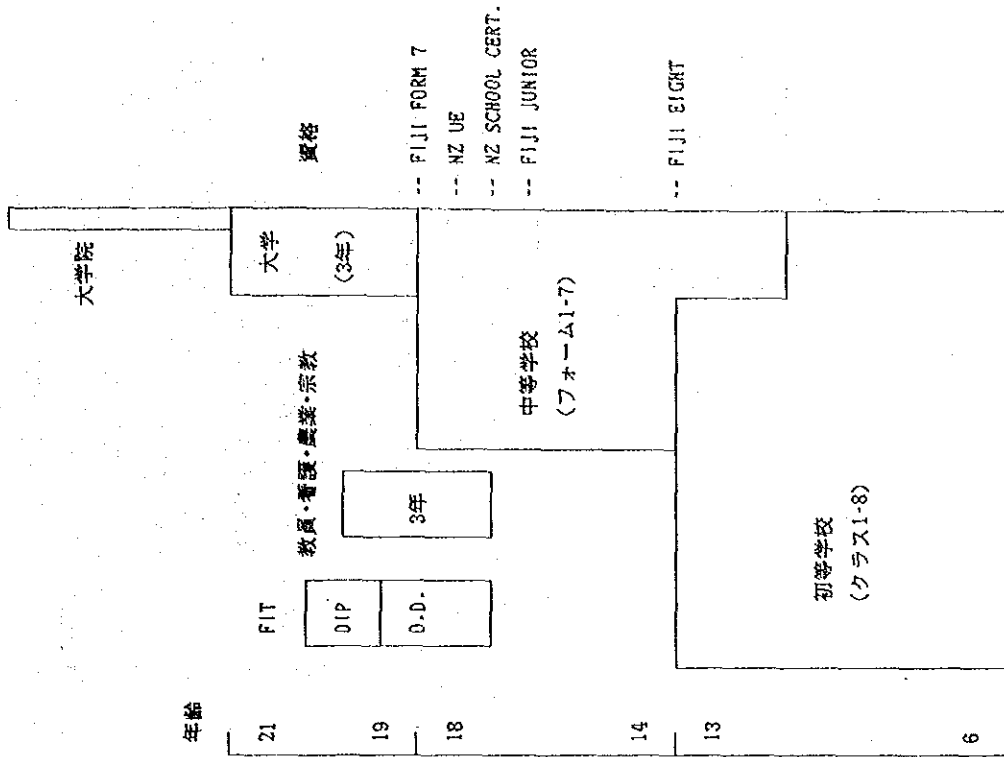 大学院
年齢
FIT
教員・看護・農業・宗教
大学
(3年)
資格
21
DIP
19
O.D.
3年
-- FIJI FORM 7
18
-- NZ UE
-- NZ SCHOOL CERT.
中等学校
(フォーム1-7)
-- FIJI JUNIOR
14
-- FIJI EIGHT
13
初等学校
(クラス1-8)
6